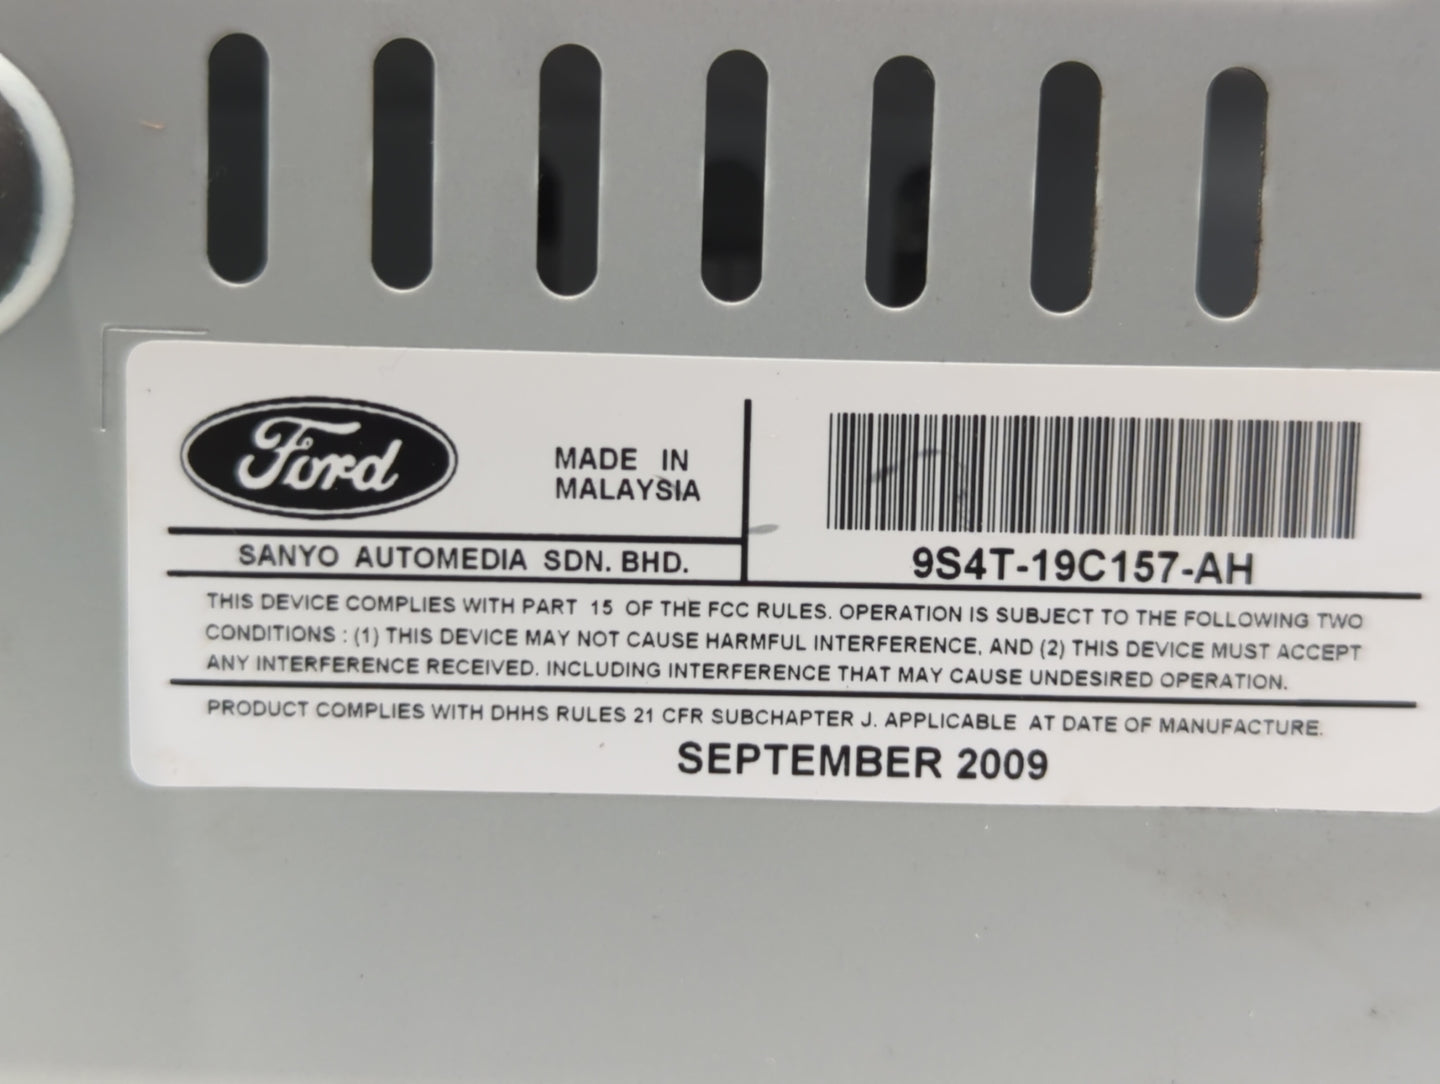 Ford
MADE IN
MALAYSIA
SANYO AUTOMEDIA SDN. BHD.
9S4T-19C157-AH
THIS DEVICE COMPLIES WITH PART 15 OF THE FCC RULES. OPERATION IS SUBJECT TO THE FOLLOWING TWO
CONDITIONS : (1) THIS DEVICE MAY NOT CAUSE HARMFUL INTERFERENCE, AND (2) THIS DEVICE MUST ACCEPT
ANY INTERFERENCE RECEIVED. INCLUDING INTERFERENCE THAT MAY CAUSE UNDESIRED OPERATION.
PRODUCT COMPLIES WITH DHHS RULES 21 CFR SUBCHAPTER J. APPLICABLE AT DATE OF MANUFACTURE.
SEPTEMBER 2009